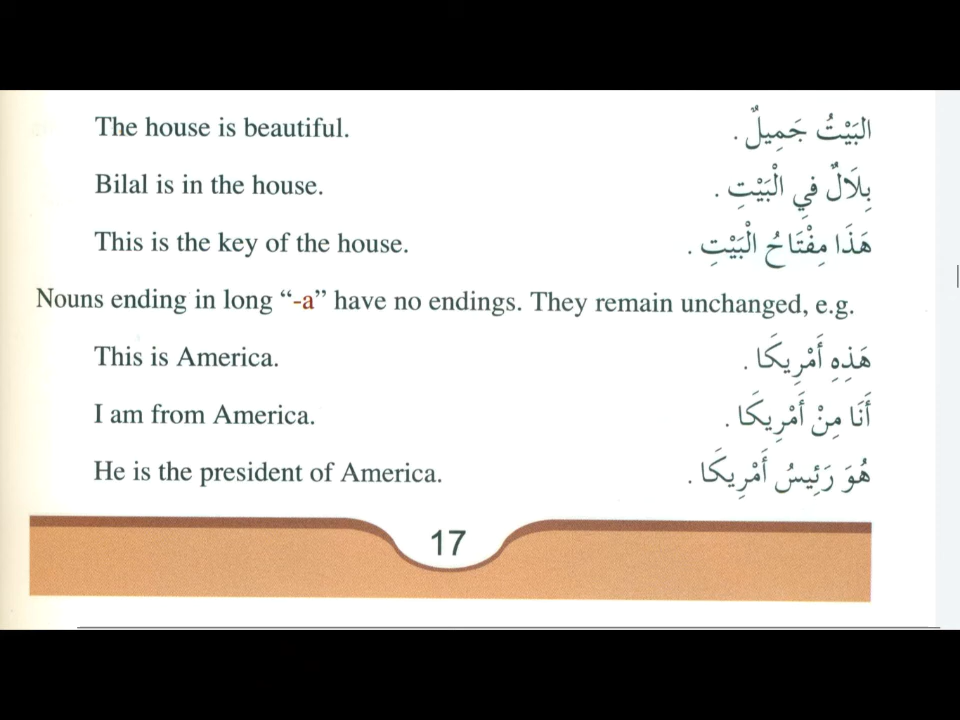 The house is beautiful. البَيْتُ جَمِيلٌ .
Bilal is in the house. بِلَالٌ فِي الْبَيْتِ .
This is the key of the house. هَذَا مِفْتَاحُ الْبَيْتِ .
Nouns ending in long “-a” have no endings. They remain unchanged, e.g.
This is America. هَذِهِ أَمْرِيكَا .
I am from America. أَنَا مِنْ أَمْرِيكَا .
He is the president of America. هُوَ رَئِيسُ أَمْرِيكَا .
17